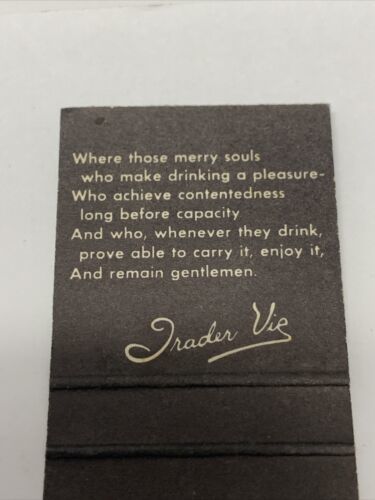 Where those merry souls
who make drinking a pleasure-
Who achieve contentedness
long before capacity
And who, whenever they drink,
prove able to carry it, enjoy it,
And remain gentlemen.
Trader Vic